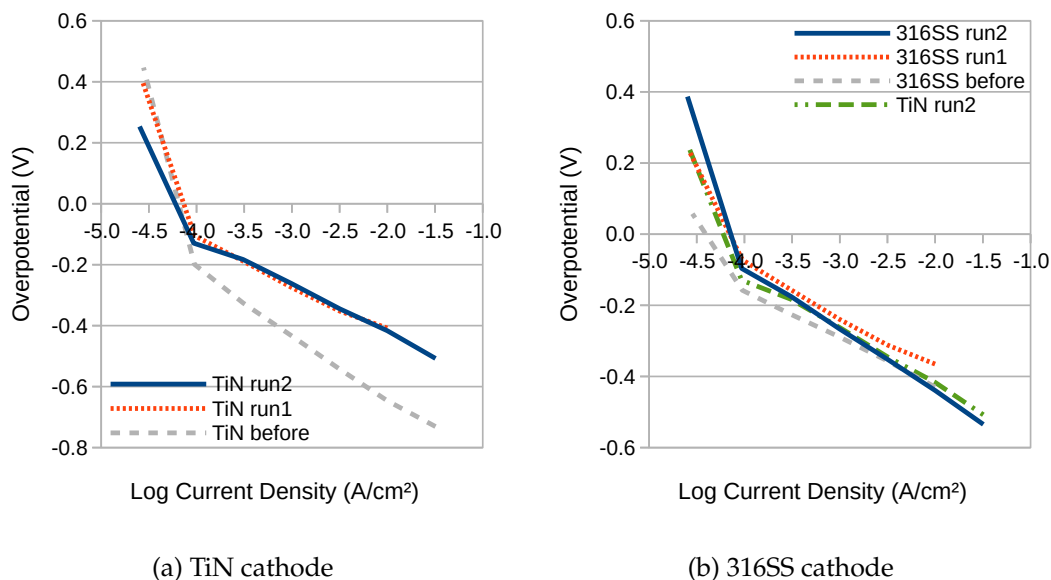 0.6
0.4
0.2
0.0
-0.2
-0.4
-0.6
-0.8
-5.0 -4.5 -4.0 -3.5 -3.0 -2.5 -2.0 -1.5 -1.0
Overpotential (V)
TiN run2
TiN run1
TiN before
Log Current Density (A/cm²)
(a) TiN cathode
0.6
0.4
0.2
0.0
-0.2
-0.4
-0.6
-5.0 -4.5 -4.0 -3.5 -3.0 -2.5 -2.0 -1.5 -1.0
Overpotential (V)
316SS run2
316SS run1
316SS before
TiN run2
Log Current Density (A/cm²)
(b) 316SS cathode